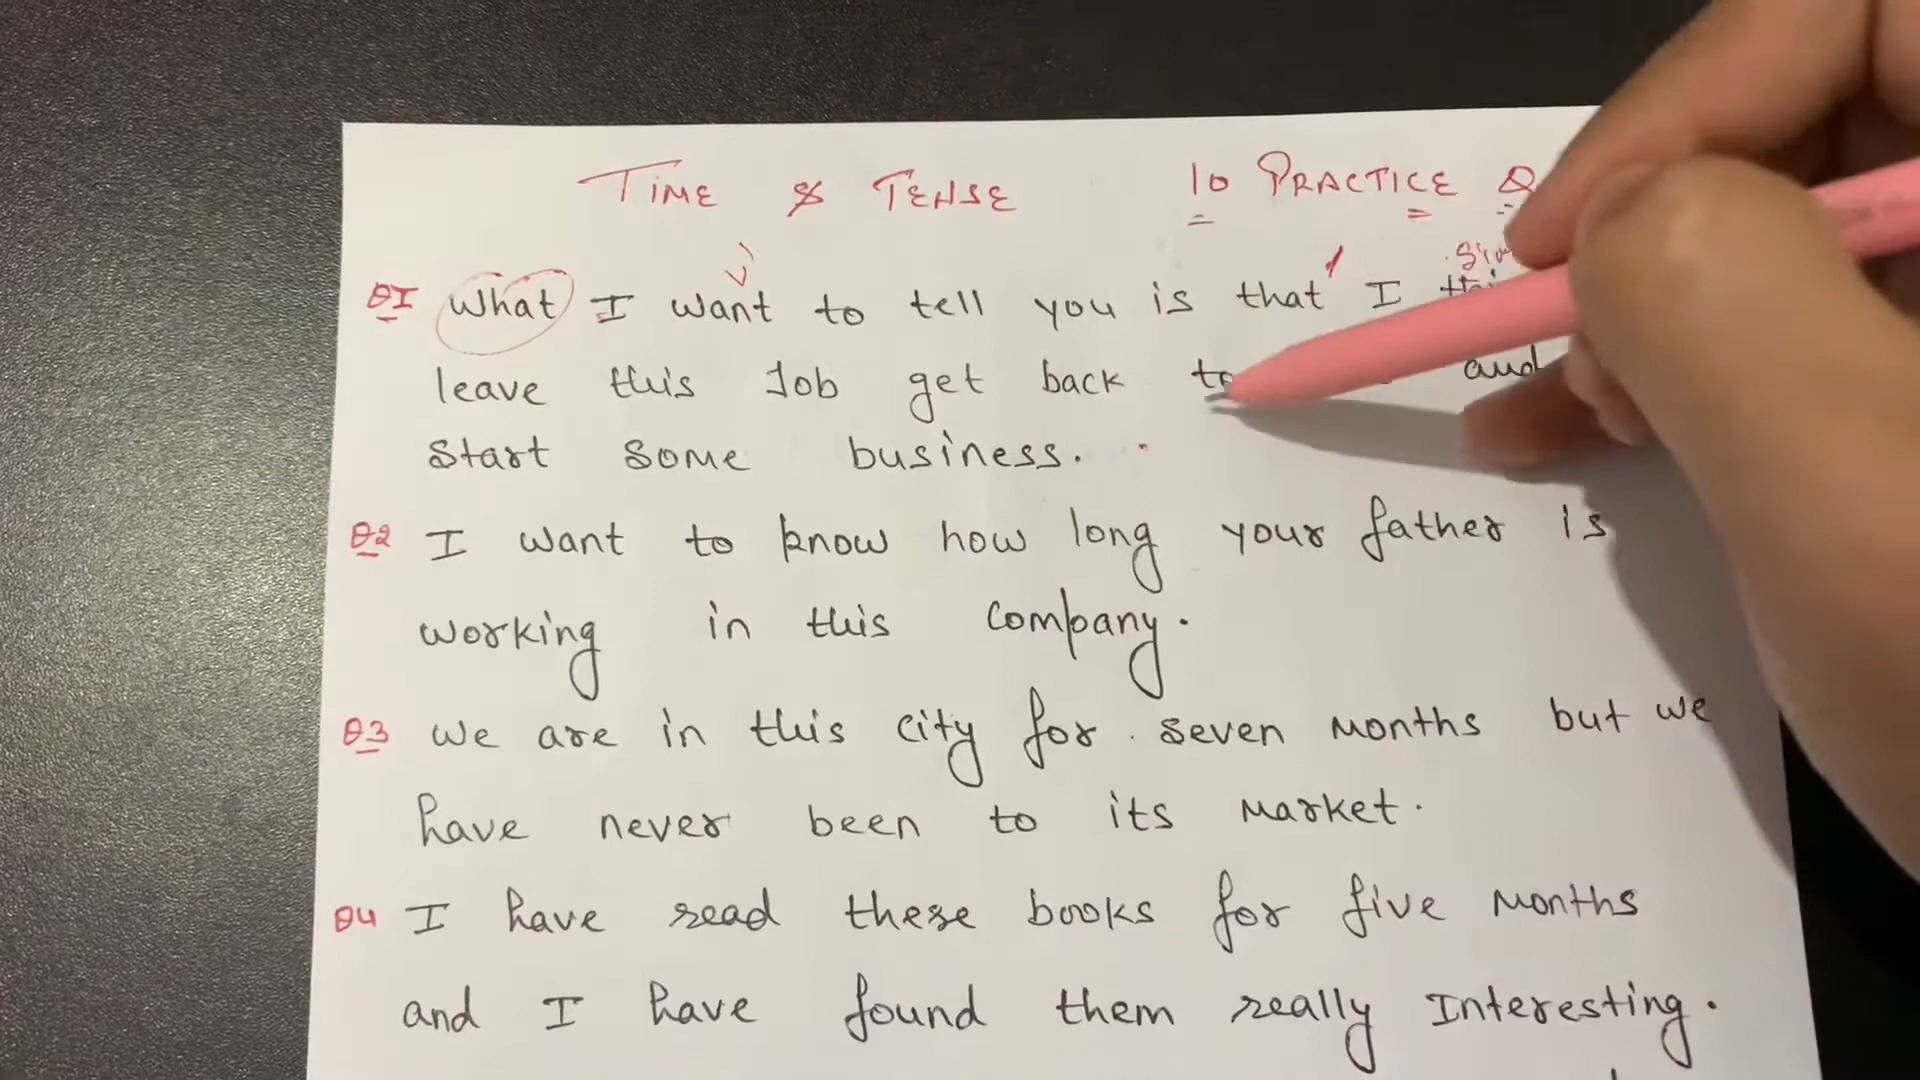 TIME & TENSE 10 PRACTICE Q
Q1 What I want to tell you is that I
leave this Job get back to and
start some business.
Q2 I want to know how long your father is
working in this company.
Q3 we are in this city for seven months but we
have never been to its market.
Q4 I have read these books for five months
and I have found them really Interesting.